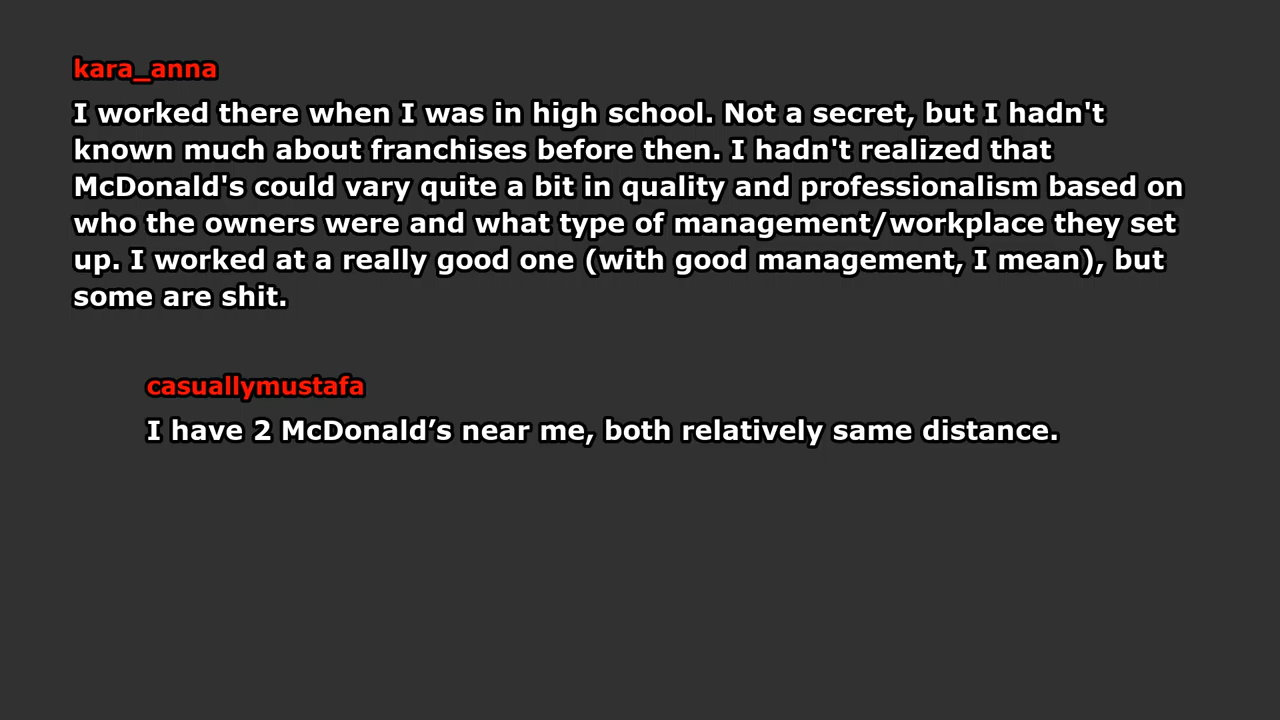 kara_anna
I worked there when I was in high school. Not a secret, but I hadn't
known much about franchises before then. I hadn't realized that
McDonald's could vary quite a bit in quality and professionalism based on
who the owners were and what type of management/workplace they set
up. I worked at a really good one (with good management, I mean), but
some are shit.
casuallymustafa
I have 2 McDonald’s near me, both relatively same distance.